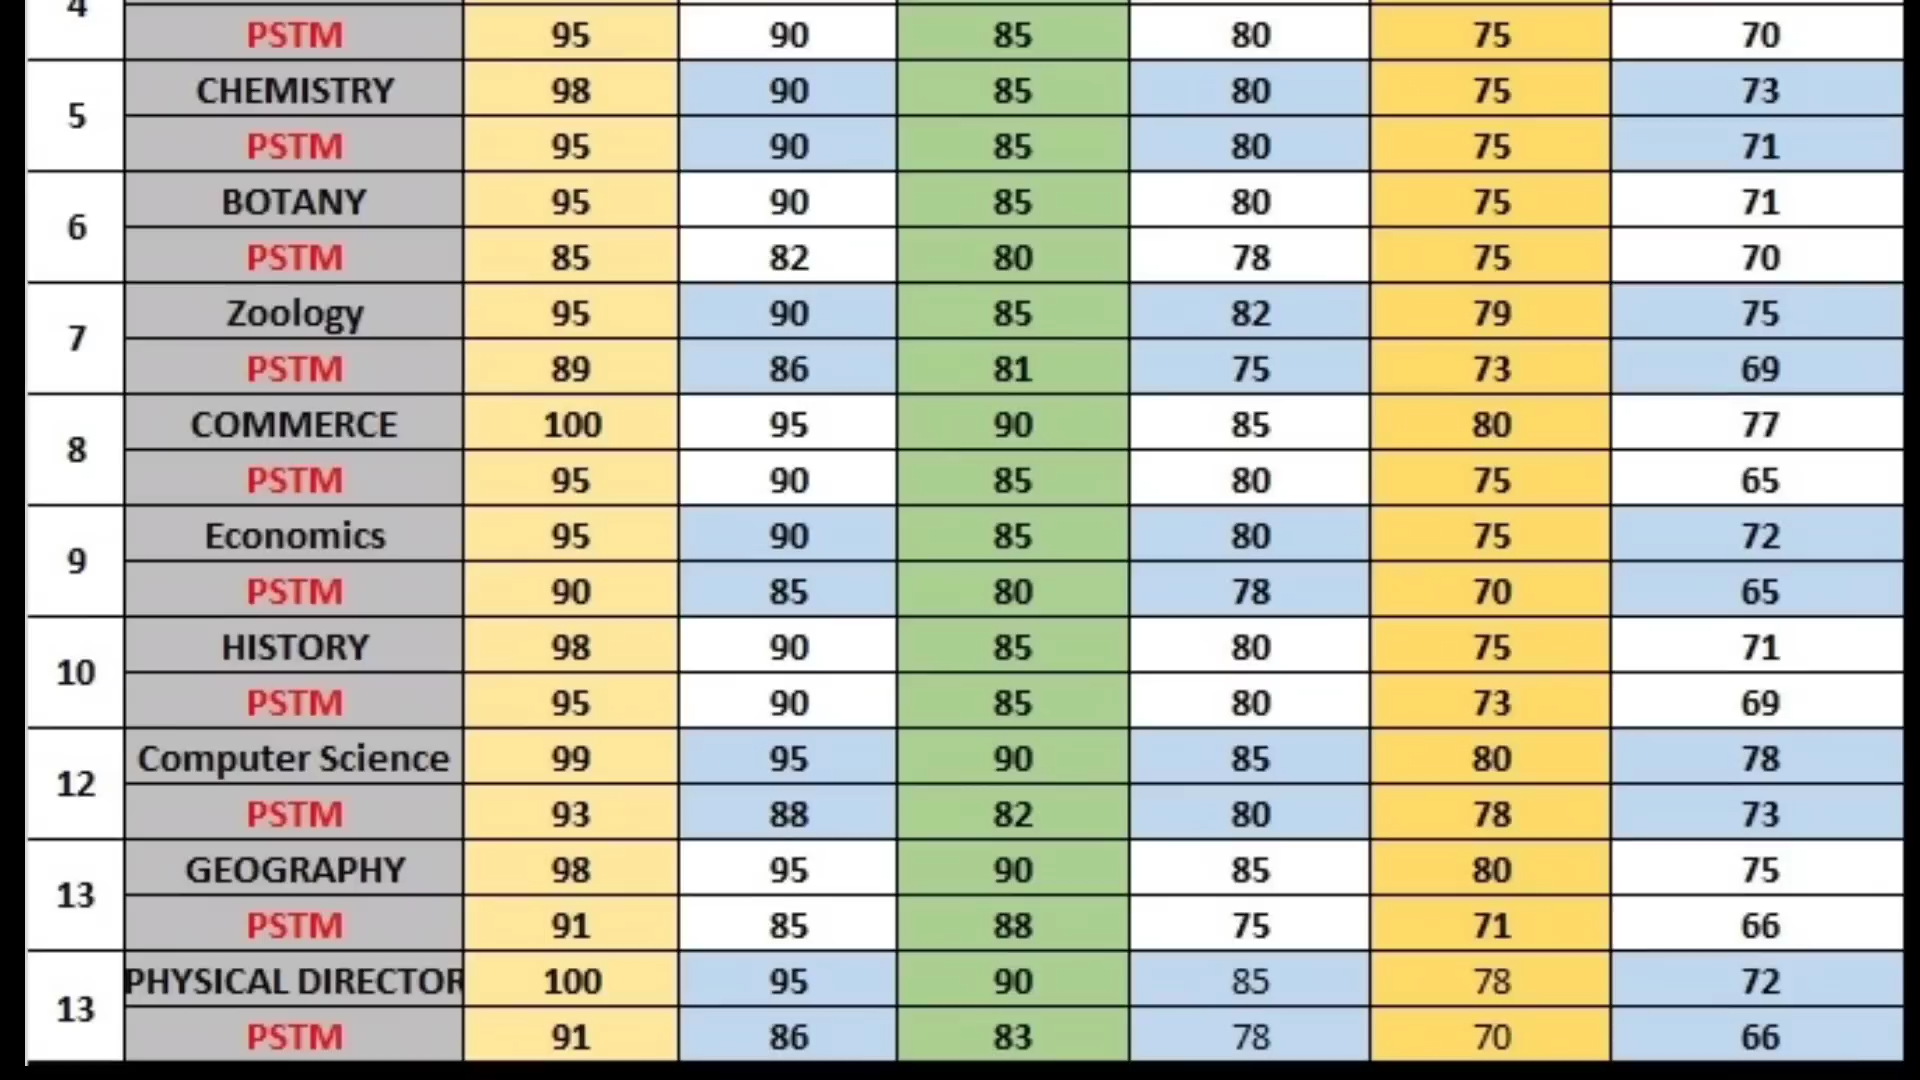 4
PSTM 95 90 85 80 75 70
5
CHEMISTRY 98 90 85 80 75 73
PSTM 95 90 85 80 75 71
6
BOTANY 95 90 85 80 75 71
PSTM 85 82 80 78 75 70
7
Zoology 95 90 85 82 79 75
PSTM 89 86 81 75 73 69
8
COMMERCE 100 95 90 85 80 77
PSTM 95 90 85 80 75 65
9
Economics 95 90 85 80 75 72
PSTM 90 85 80 78 70 65
10
HISTORY 98 90 85 80 75 71
PSTM 95 90 85 80 73 69
12
Computer Science 99 95 90 85 80 78
PSTM 93 88 82 80 78 73
13
GEOGRAPHY 98 95 90 85 80 75
PSTM 91 85 88 75 71 66
13
PHYSICAL DIRECTOR 100 95 90 85 78 72
PSTM 91 86 83 78 70 66